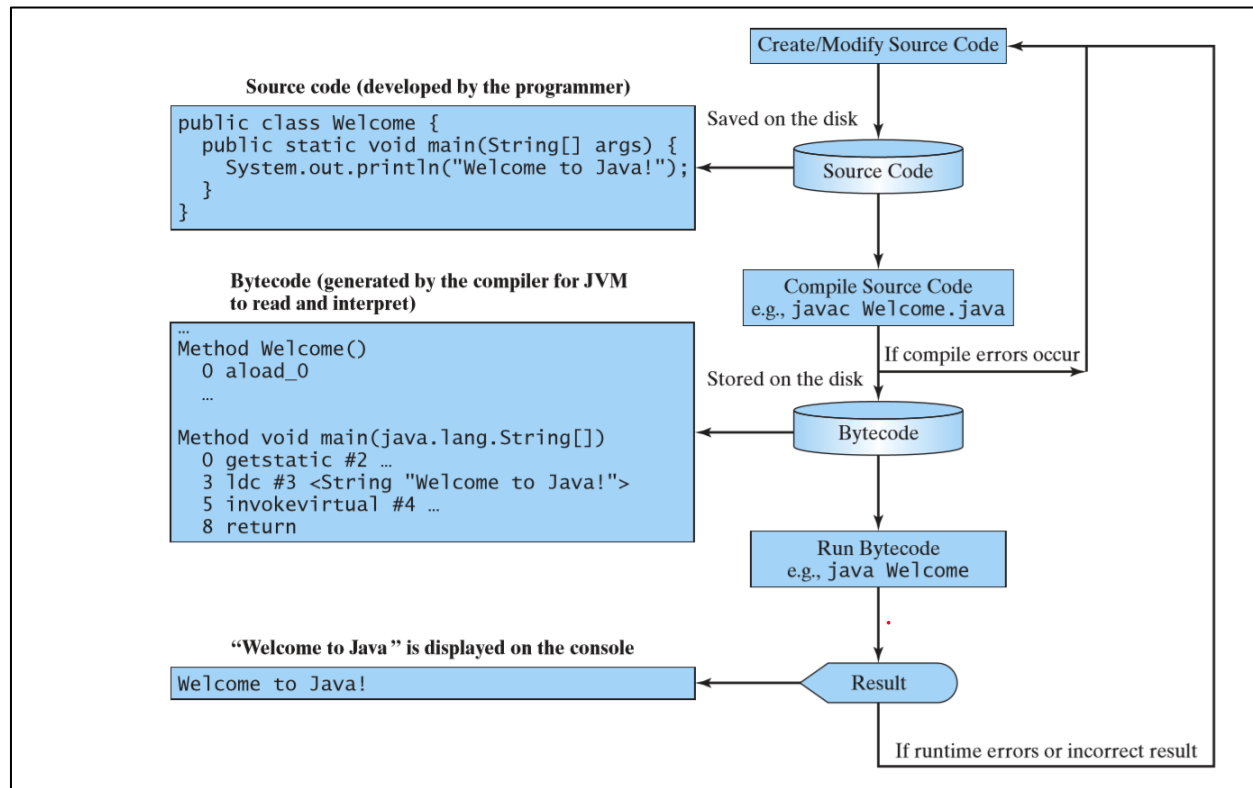 Create/Modify Source Code
Source code (developed by the programmer)
public class Welcome {
public static void main(String[] args) {
System.out.println("Welcome to Java!");
}
}
Saved on the disk
Source Code
Compile Source Code
e.g., javac Welcome.java
If compile errors occur
Bytecode (generated by the compiler for JVM
to read and interpret)
…
Method Welcome()
0 aload_0
…
Method void main(java.lang.String[])
0 getstatic #2 …
3 ldc #3 <String "Welcome to Java!">
5 invokevirtual #4 …
8 return
Stored on the disk
Bytecode
Run Bytecode
e.g., java Welcome
“Welcome to Java” is displayed on the console
Welcome to Java!
Result
If runtime errors or incorrect result